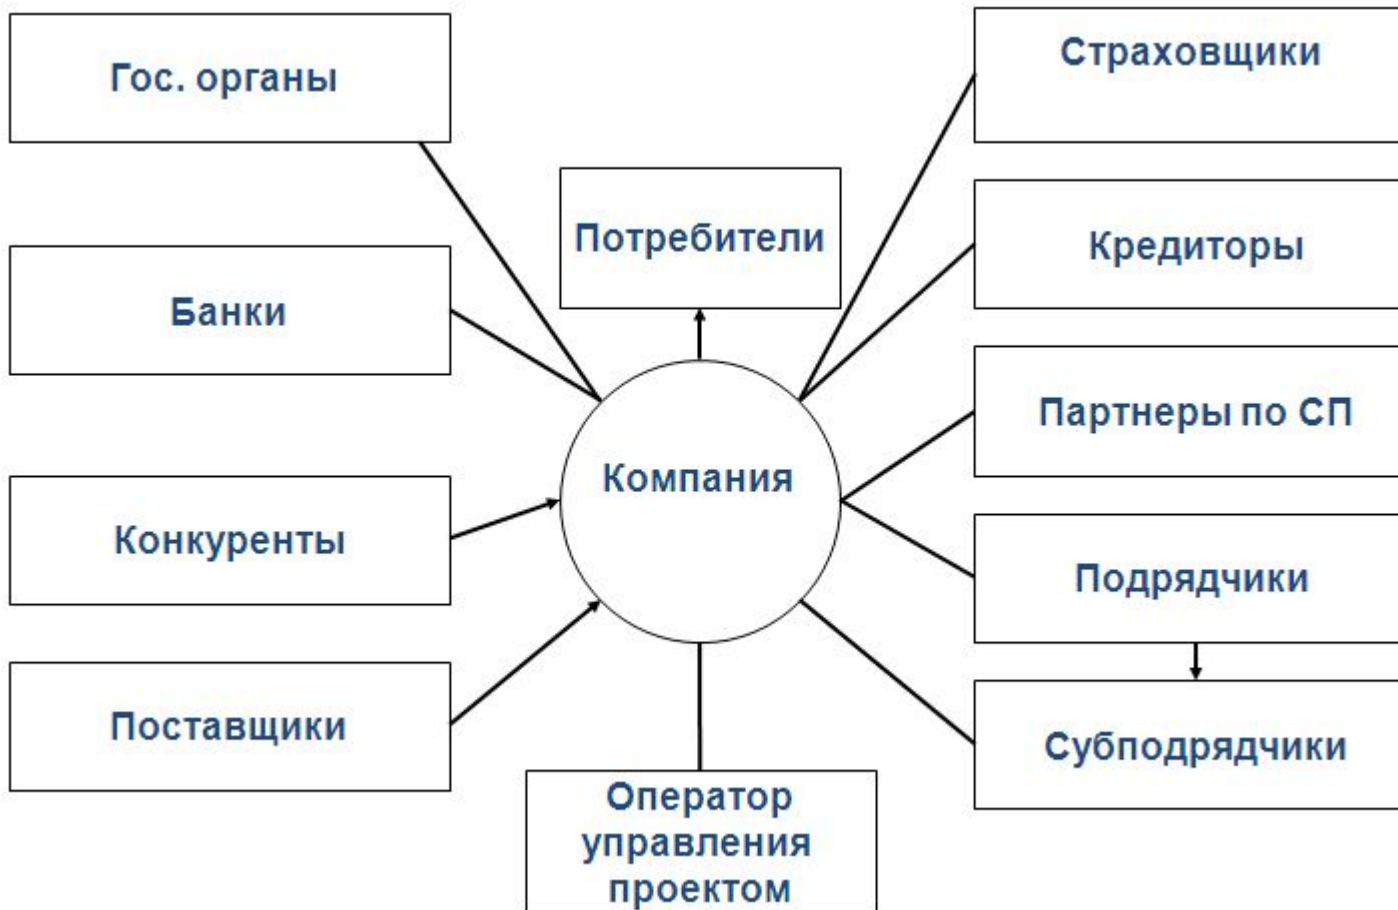 Гос. органы
Страховщики
Потребители
Кредиторы
Банки
Партнеры по СП
Компания
Конкуренты
Подрядчики
Поставщики
Субподрядчики
Оператор
управления
проектом